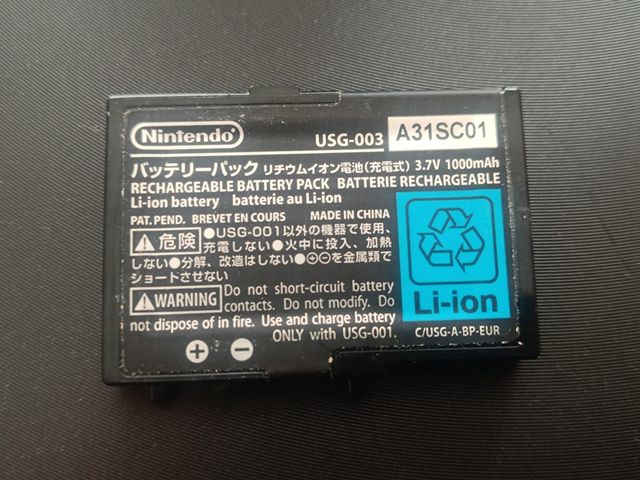 Nintendo USG-003 A31SC01
バッテリーパック リチウムイオン電池(充電式) 3.7V 1000mAh
RECHARGEABLE BATTERY PACK BATTERIE RECHARGEABLE
Li-ion battery batterie au Li-ion
PAT. PEND. BREVET EN COURS MADE IN CHINA
⚠危険 ●USG-001以外の機器で使用、
充電しない●火中に投入、加熱
しない●分解、改造はしない●⊕⊖を金属類で
ショートさせない
⚠WARNING Do not short-circuit battery
contacts. Do not modify. Do
not dispose of in fire. Use and charge battery
ONLY with USG-001.
Li-ion
C/USG-A-BP-EUR
⊕ ⊖